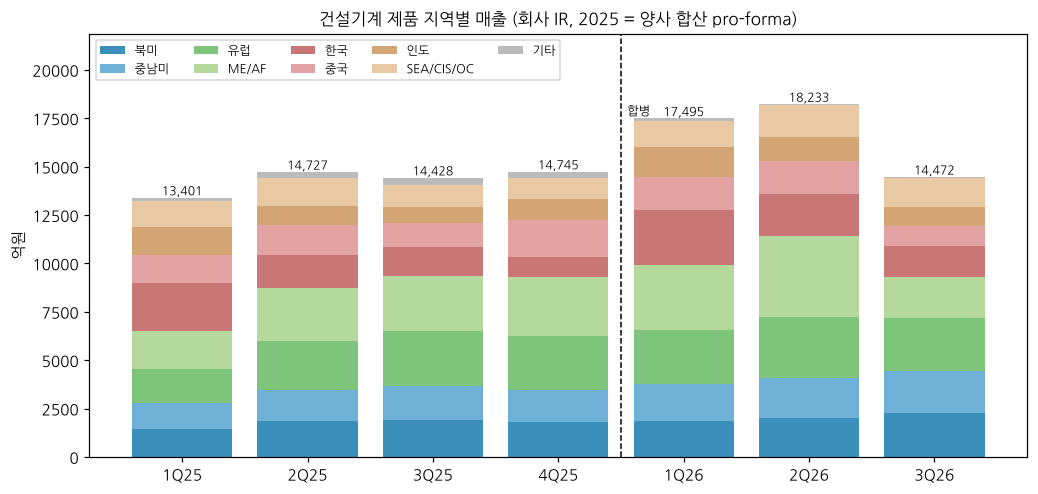 건설기계 제품 지역별 매출 (회사 IR, 2025 = 양사 합산 pro-forma)
북미 유럽 한국 인도 기타
중남미 ME/AF 중국 SEA/CIS/OC
억원
20000
17500
15000
12500
10000
7500
5000
2500
0
13,401
14,727
14,428
14,745
합병
17,495
18,233
14,472
1Q25 2Q25 3Q25 4Q25 1Q26 2Q26 3Q26